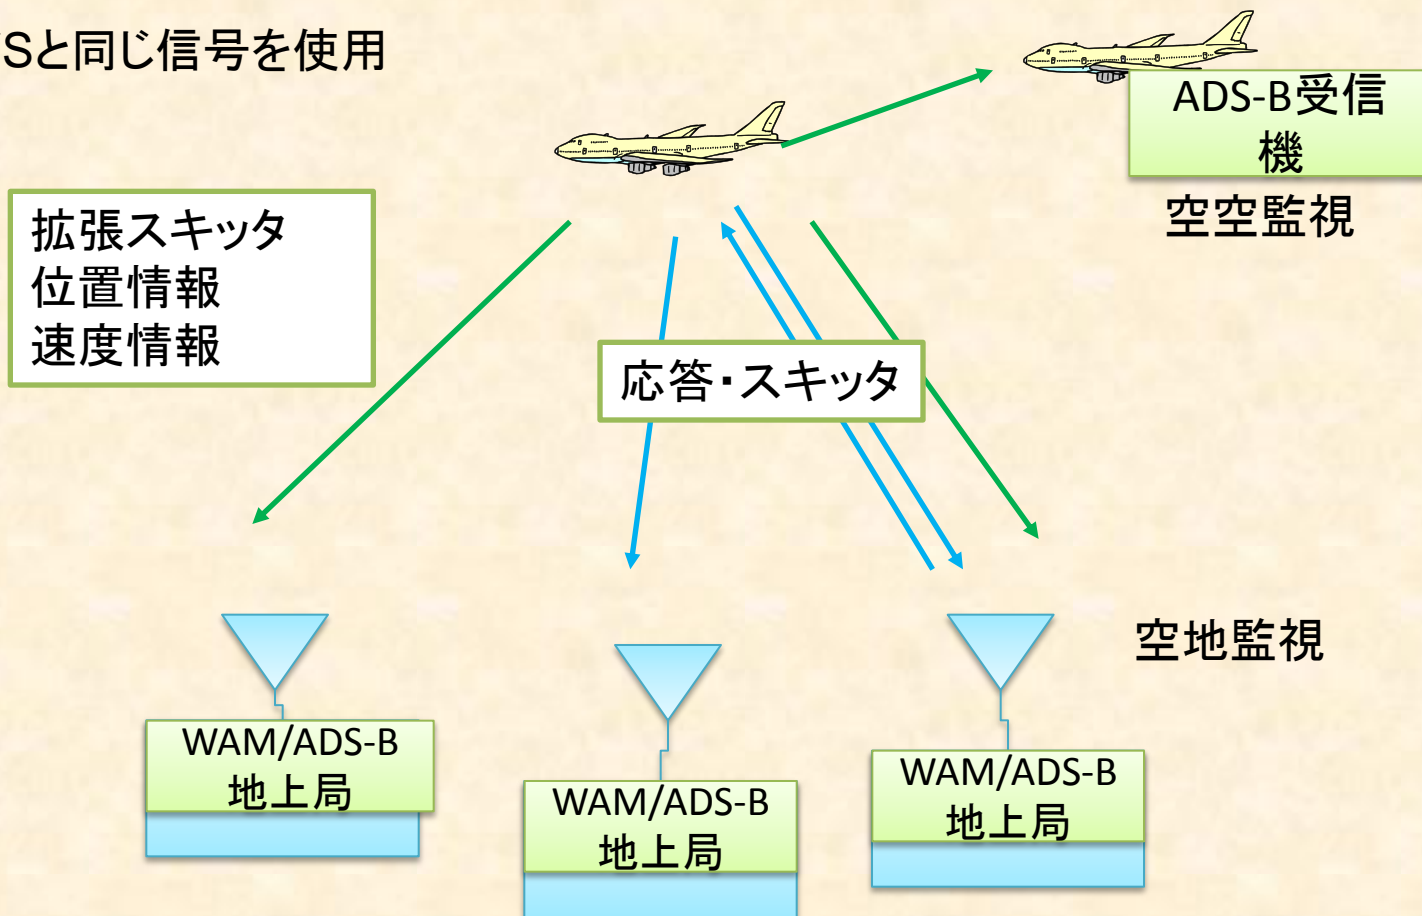 Sと同じ信号を使用
ADS-B受信
機
空空監視
拡張スキッタ
位置情報
速度情報
応答・スキッタ
空地監視
WAM/ADS-B
地上局
WAM/ADS-B
地上局
WAM/ADS-B
地上局